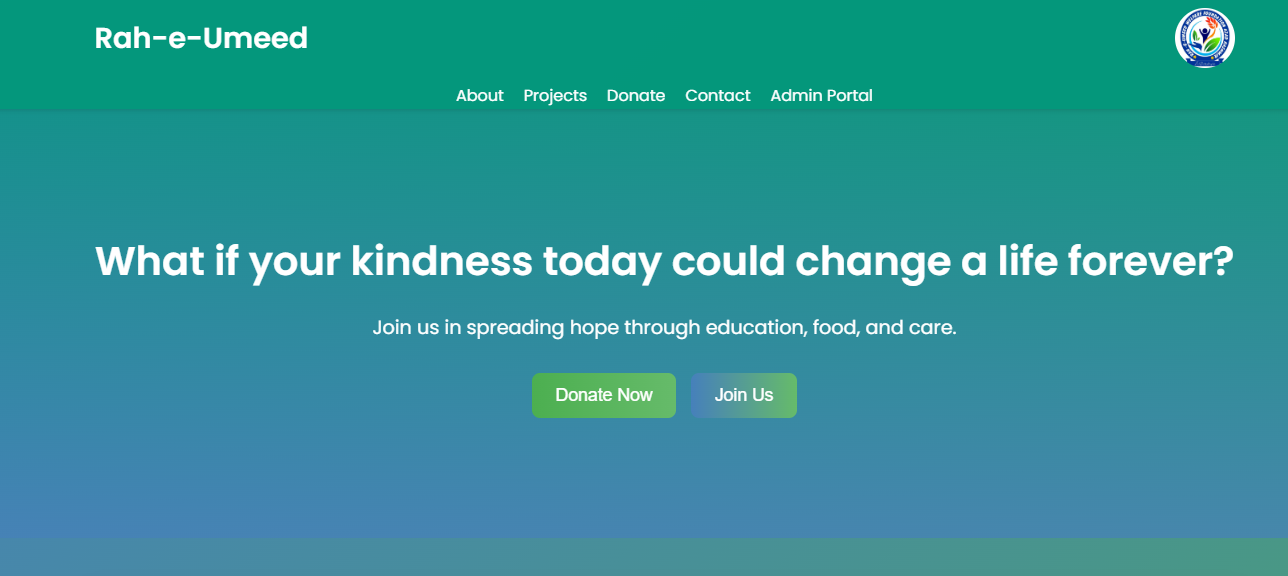 Rah-e-Umeed
About Projects Donate Contact Admin Portal
What if your kindness today could change a life forever?
Join us in spreading hope through education, food, and care.
Donate Now Join Us